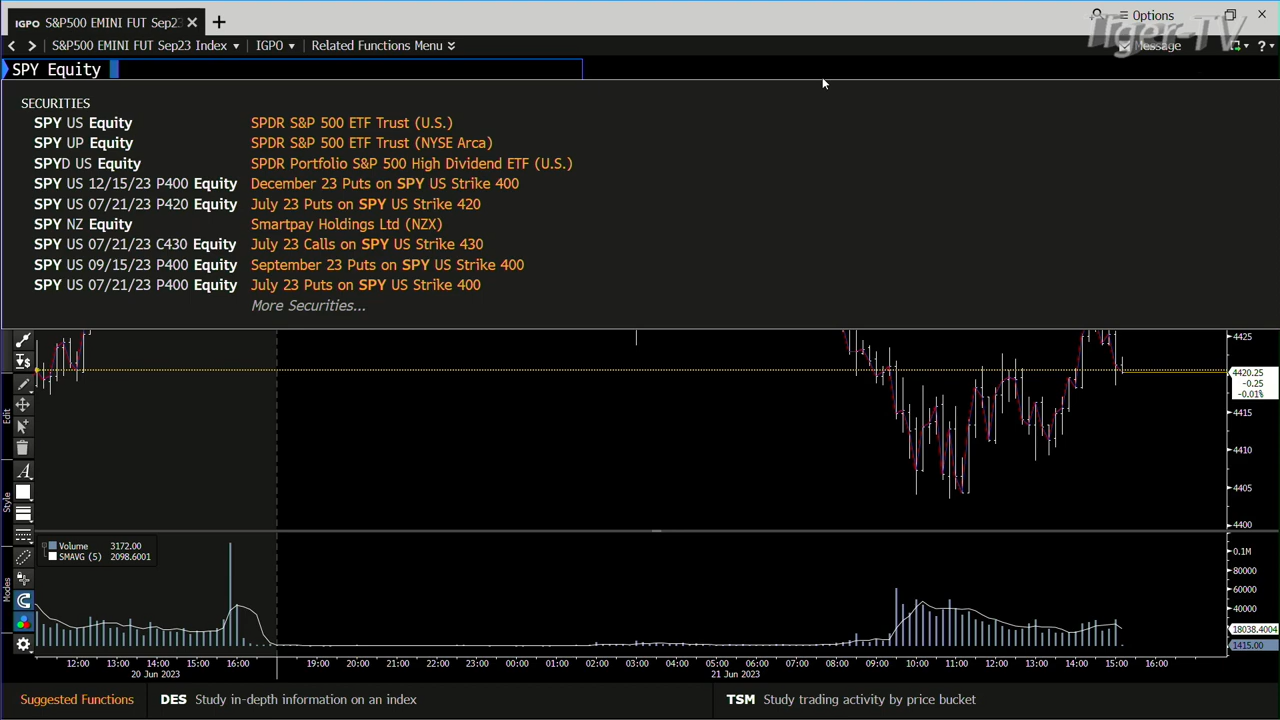 IGPO S&P500 EMINI FUT Sep23
Options
S&P500 EMINI FUT Sep23 Index IGPO Related Functions Menu Message ?
Tiger-TV
SPY Equity
SECURITIES
SPY US Equity SPDR S&P 500 ETF Trust (U.S.)
SPY UP Equity SPDR S&P 500 ETF Trust (NYSE Arca)
SPYD US Equity SPDR Portfolio S&P 500 High Dividend ETF (U.S.)
SPY US 12/15/23 P400 Equity December 23 Puts on SPY US Strike 400
SPY US 07/21/23 P420 Equity July 23 Puts on SPY US Strike 420
SPY NZ Equity Smartpay Holdings Ltd (NZX)
SPY US 07/21/23 C430 Equity July 23 Calls on SPY US Strike 430
SPY US 09/15/23 P400 Equity September 23 Puts on SPY US Strike 400
SPY US 07/21/23 P400 Equity July 23 Puts on SPY US Strike 400
More Securities...
4425
4420.25
-0.25
-0.01%
4415
4410
4405
4400
Edit
Style
Modes
A
Volume 3172.00
SMAVG (5) 2098.6001
0.1M
80000
60000
40000
18038.4004
1415.00
12:00 13:00 14:00 15:00 16:00 19:00 20:00 21:00 22:00 23:00 00:00 01:00 02:00 03:00 04:00 05:00 06:00 07:00 08:00 09:00 10:00 11:00 12:00 13:00 14:00 15:00 16:00
20 Jun 2023 21 Jun 2023
Suggested Functions DES Study in-depth information on an index TSM Study trading activity by price bucket